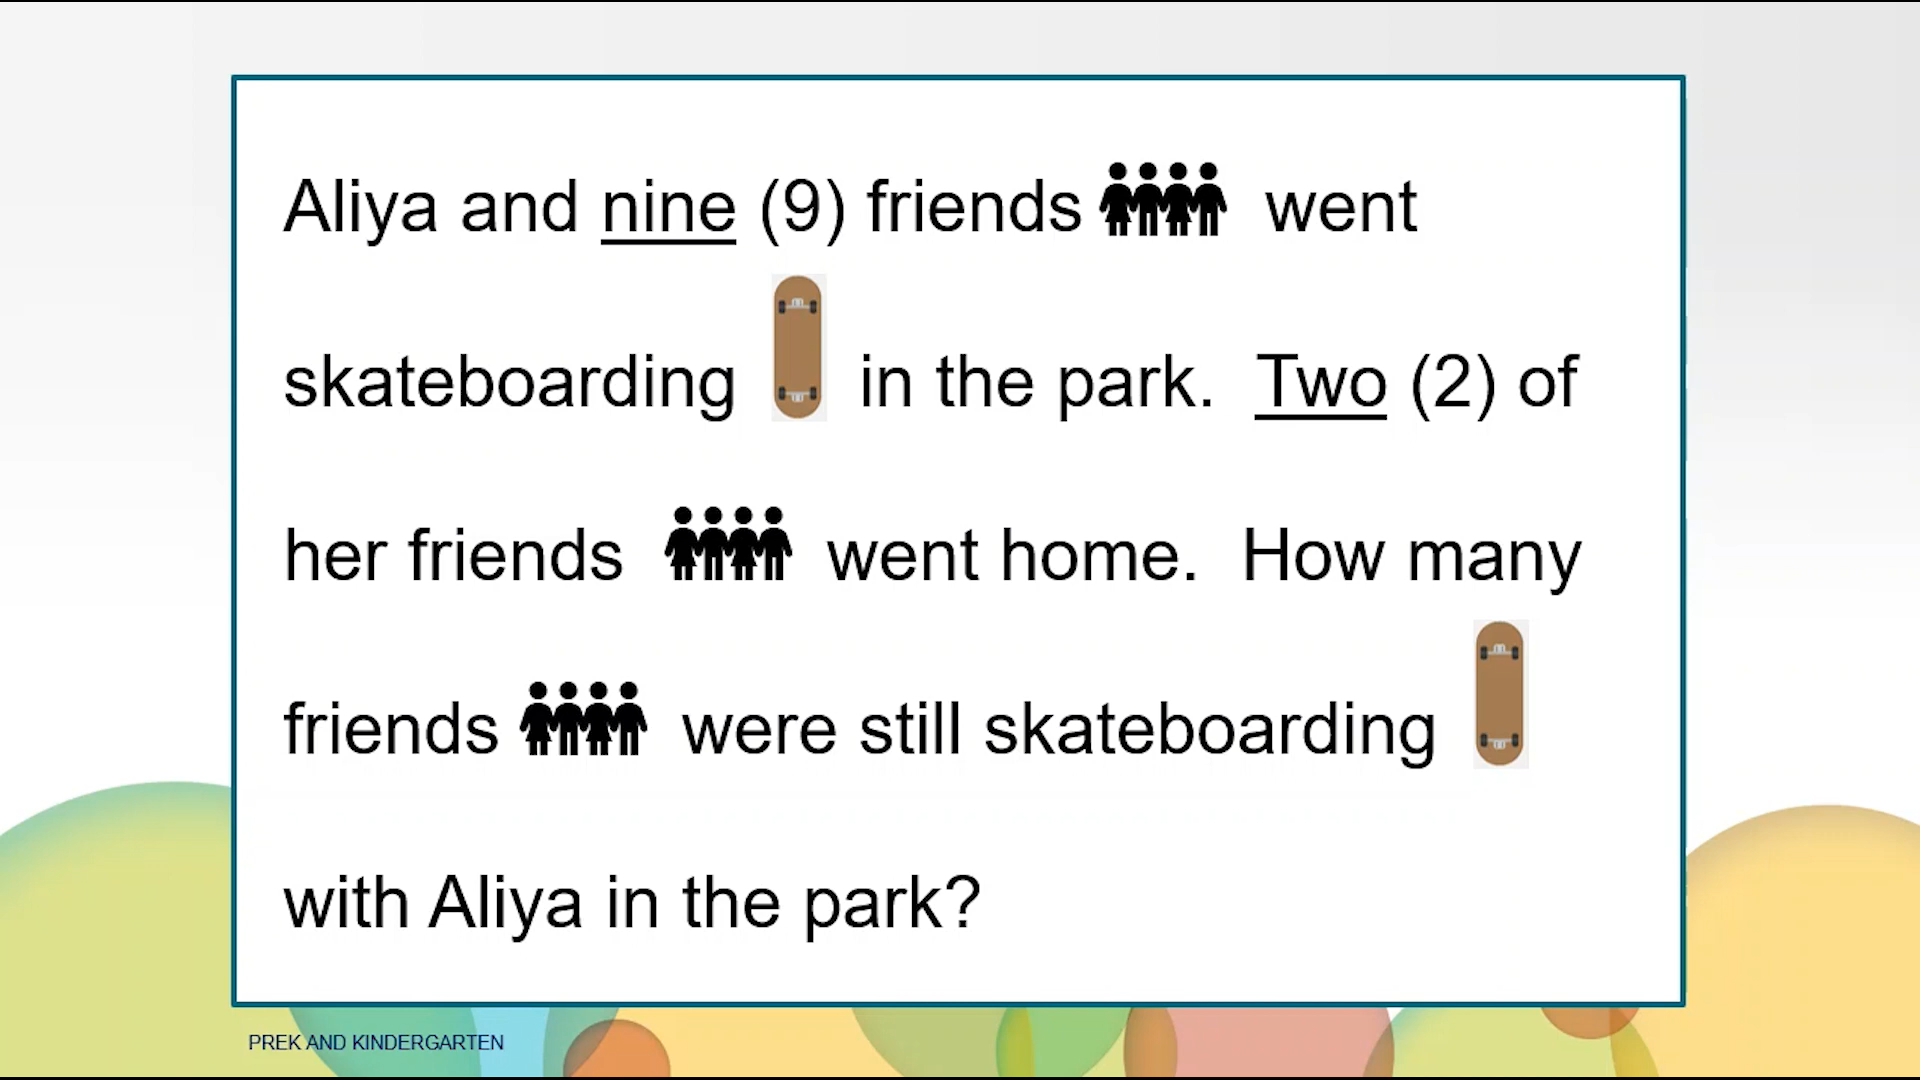 Aliya and nine (9) friends went
skateboarding in the park. Two (2) of
her friends went home. How many
friends were still skateboarding
with Aliya in the park?
PREK AND KINDERGARTEN